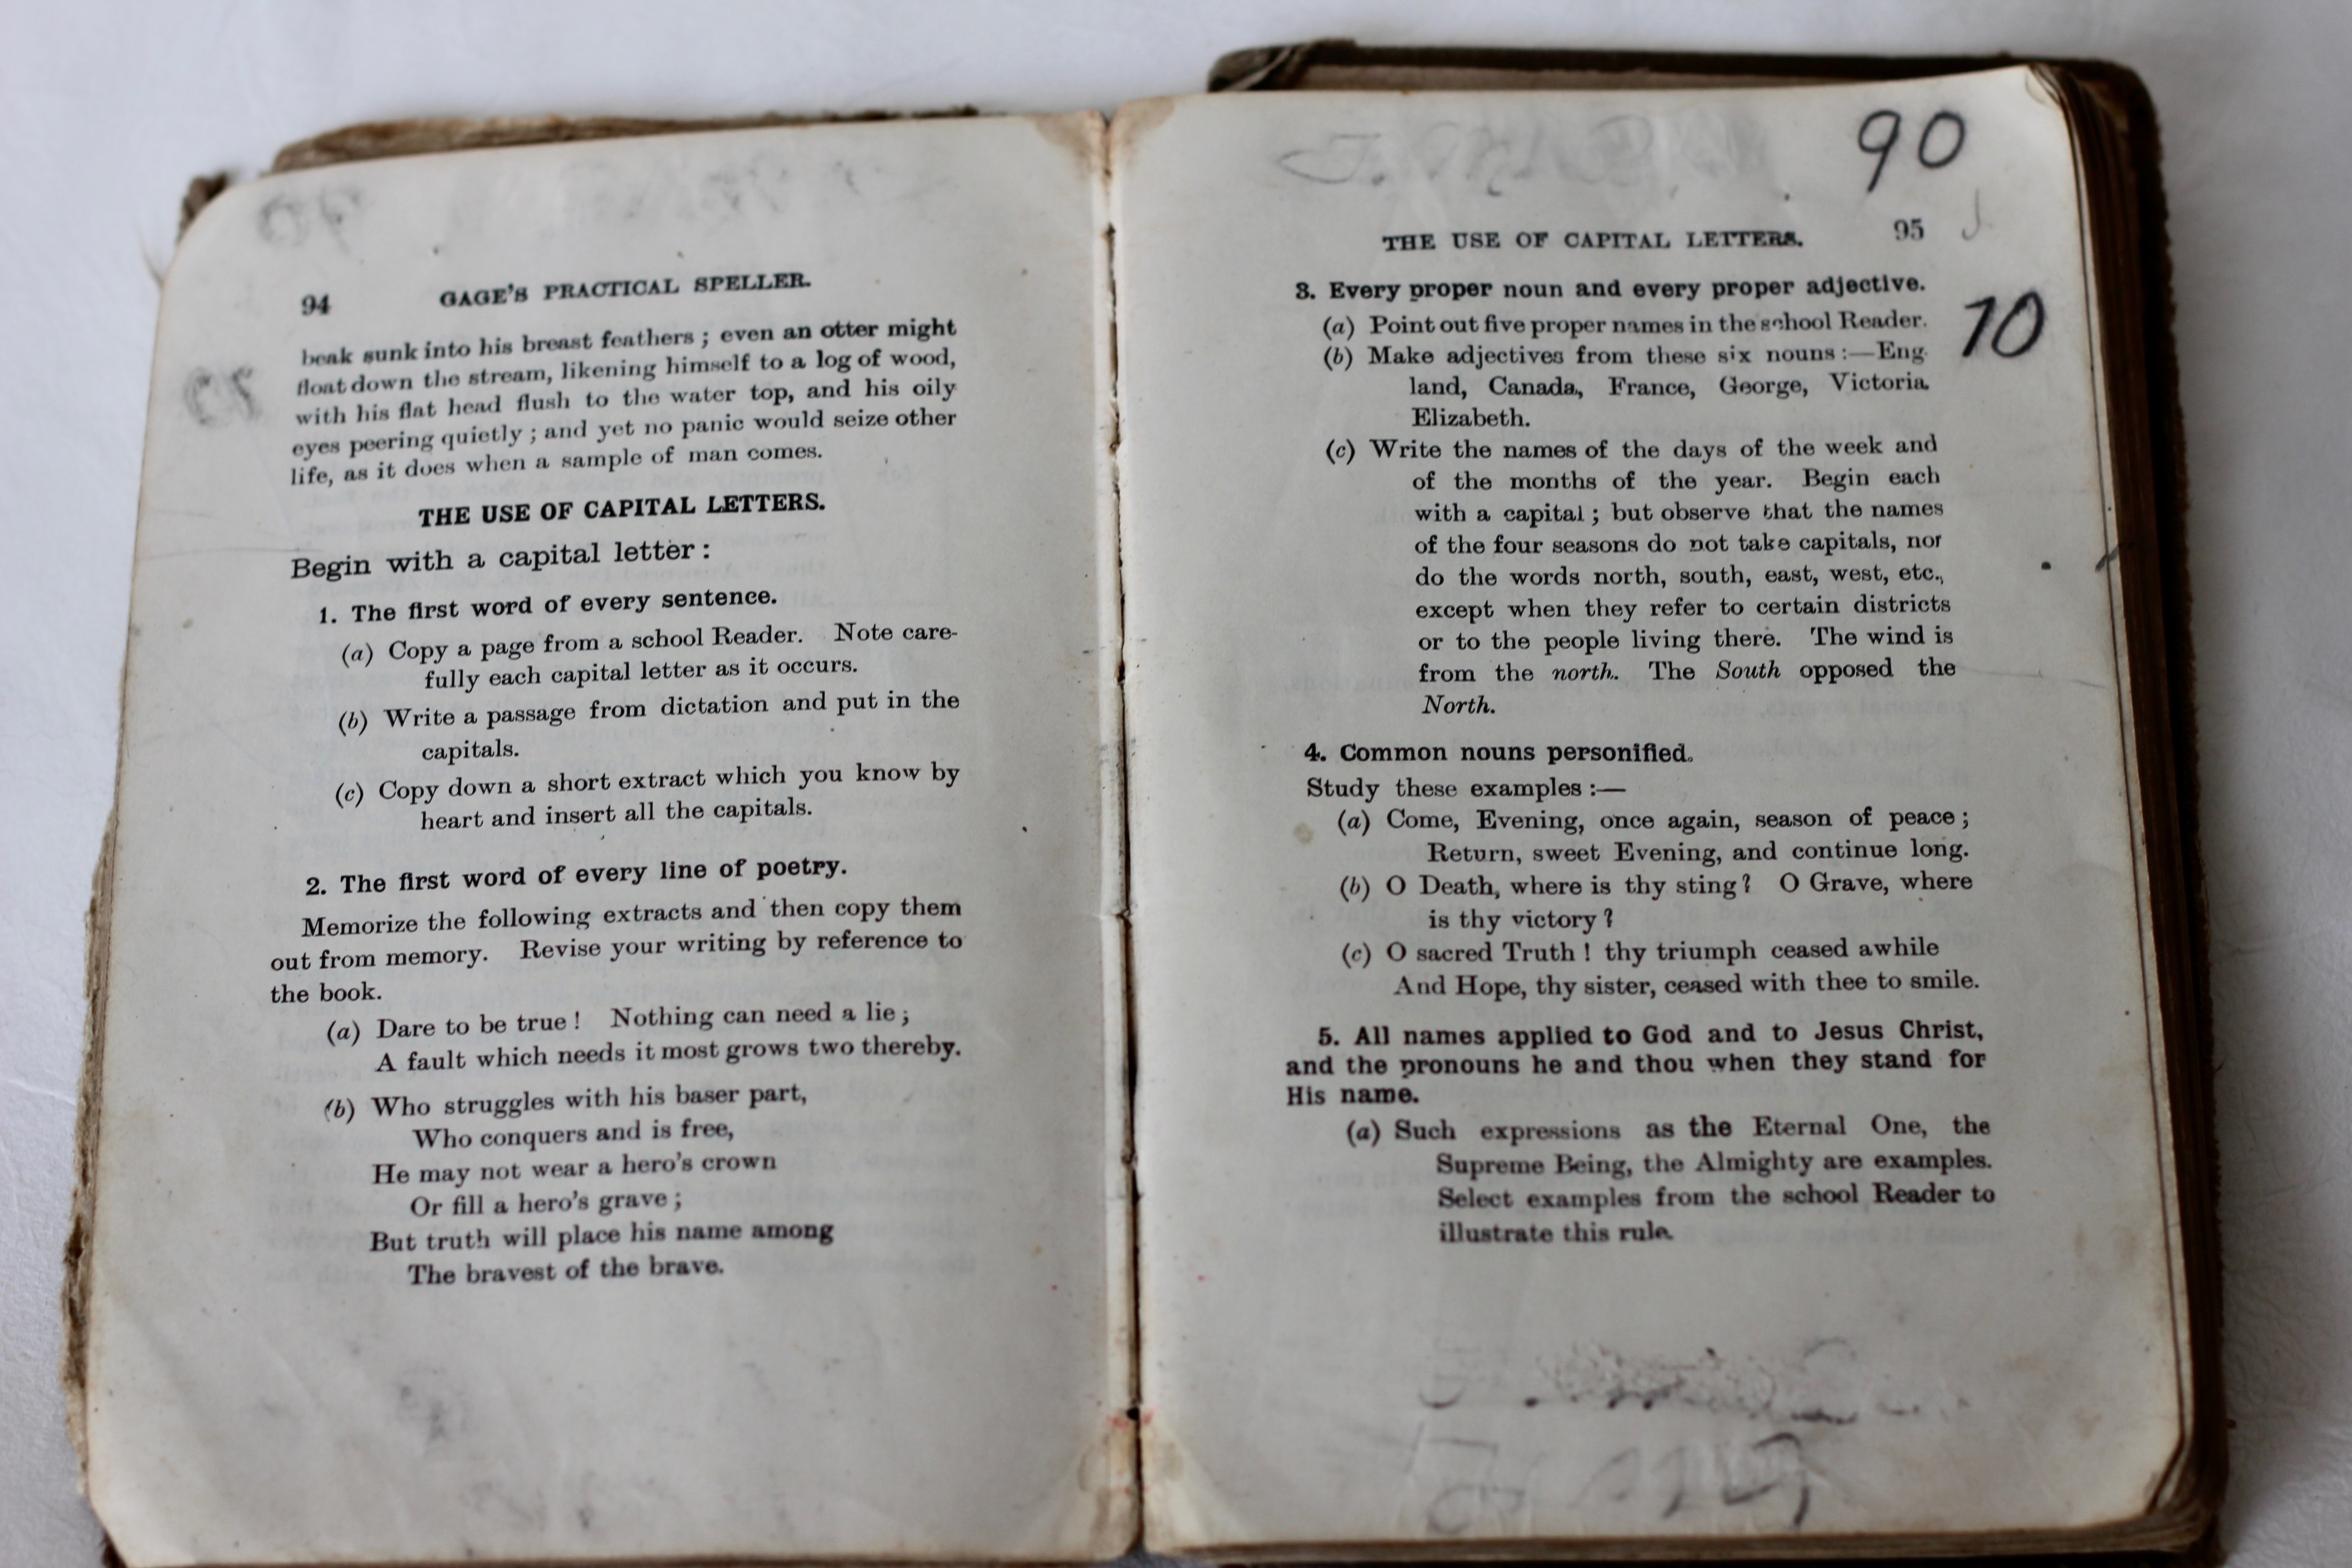 94 GAGE'S PRACTICAL SPELLER.
beak sunk into his breast feathers ; even an otter might
float down the stream, likening himself to a log of wood,
with his flat head flush to the water top, and his oily
eyes peering quietly ; and yet no panic would seize other
life, as it does when a sample of man comes.
THE USE OF CAPITAL LETTERS.
Begin with a capital letter :
1. The first word of every sentence.
(a) Copy a page from a school Reader. Note care-
fully each capital letter as it occurs.
(b) Write a passage from dictation and put in the
capitals.
(c) Copy down a short extract which you know by
heart and insert all the capitals.
2. The first word of every line of poetry.
Memorize the following extracts and then copy them
out from memory. Revise your writing by reference to
the book.
(a) Dare to be true ! Nothing can need a lie ;
A fault which needs it most grows two thereby.
(b) Who struggles with his baser part,
Who conquers and is free,
He may not wear a hero's crown
Or fill a hero's grave ;
But truth will place his name among
The bravest of the brave.
90
THE USE OF CAPITAL LETTERS. 95
3. Every proper noun and every proper adjective.
10
(a) Point out five proper names in the school Reader.
(b) Make adjectives from these six nouns :—Eng
land, Canada, France, George, Victoria
Elizabeth.
(c) Write the names of the days of the week and
of the months of the year. Begin each
with a capital ; but observe that the names
of the four seasons do not take capitals, nor
do the words north, south, east, west, etc.,
except when they refer to certain districts
or to the people living there. The wind is
from the north. The South opposed the
North.
4. Common nouns personified.
Study these examples :—
(a) Come, Evening, once again, season of peace ;
Return, sweet Evening, and continue long.
(b) O Death, where is thy sting ? O Grave, where
is thy victory ?
(c) O sacred Truth ! thy triumph ceased awhile
And Hope, thy sister, ceased with thee to smile.
5. All names applied to God and to Jesus Christ,
and the pronouns he and thou when they stand for
His name.
(a) Such expressions as the Eternal One, the
Supreme Being, the Almighty are examples.
Select examples from the school Reader to
illustrate this rule.